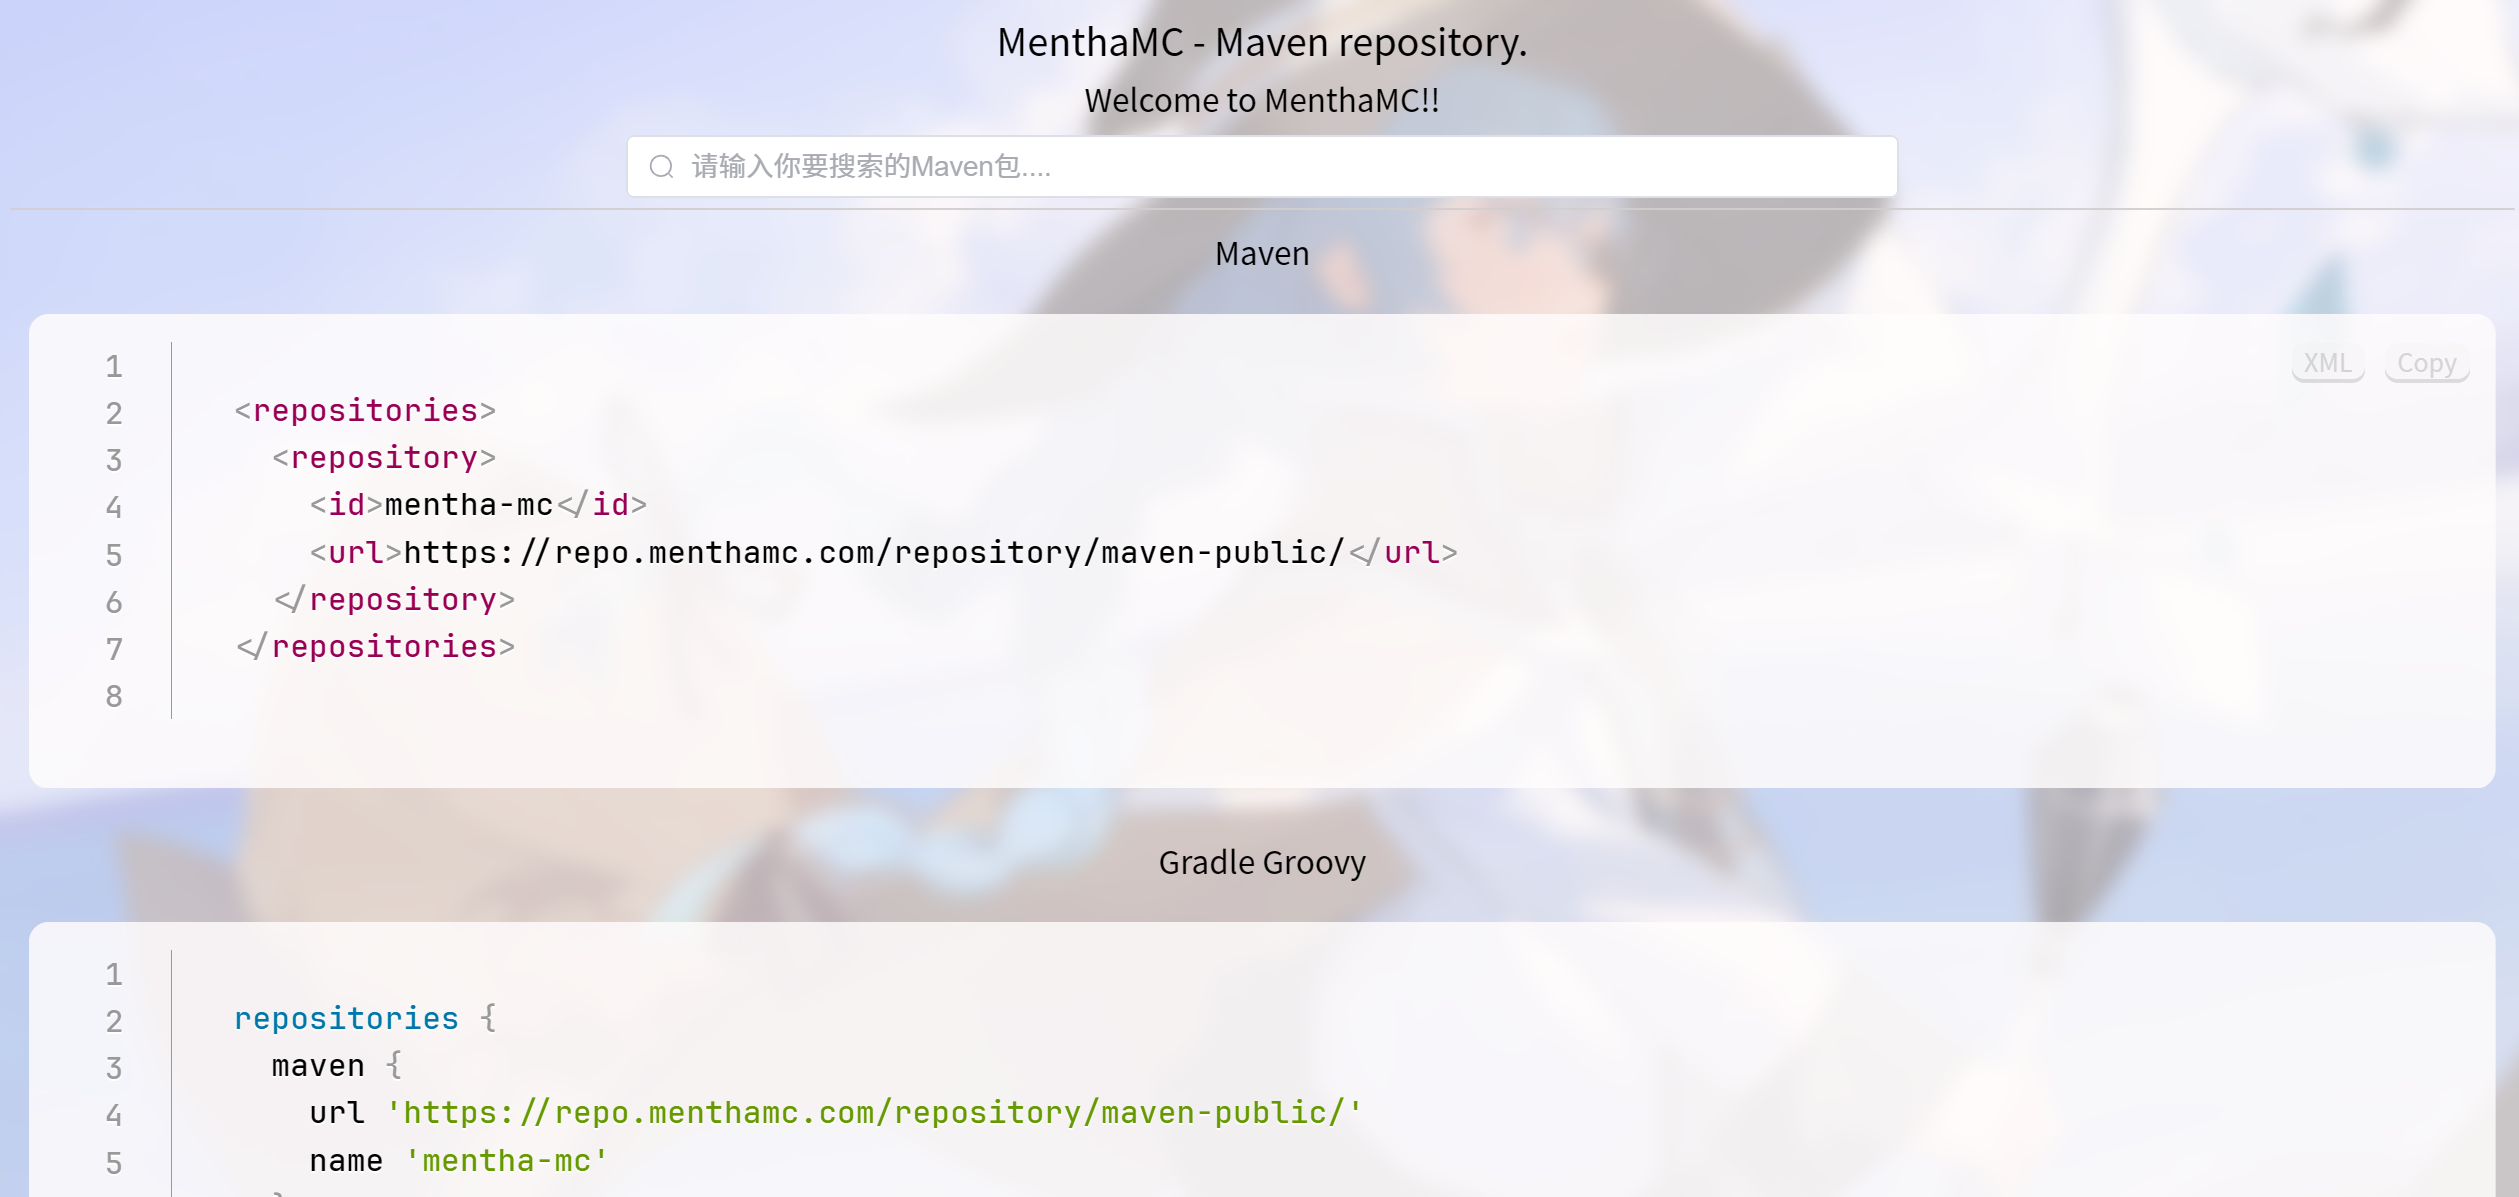 MenthaMC - Maven repository.
Welcome to MenthaMC!!
请输入你要搜索的Maven包....
Maven
XML Copy
1
2 <repositories>
3 <repository>
4 <id>mentha-mc</id>
5 <url>https://repo.menthamc.com/repository/maven-public/</url>
6 </repository>
7 </repositories>
8
Gradle Groovy
1
2 repositories {
3 maven {
4 url 'https://repo.menthamc.com/repository/maven-public/'
5 name 'mentha-mc'